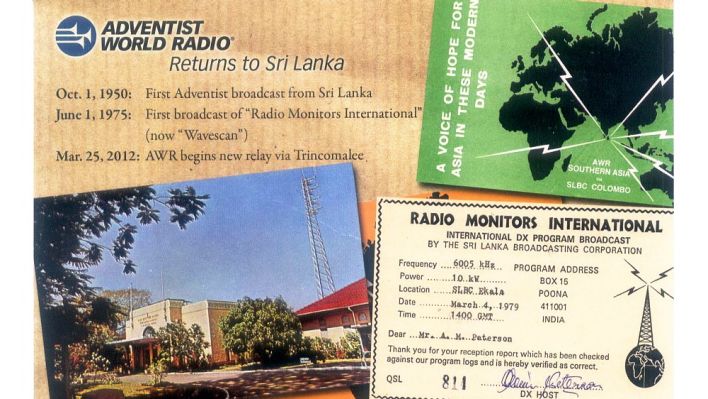 ADVENTIST
WORLD RADIO®
Returns to Sri Lanka
Oct. 1, 1950: First Adventist broadcast from Sri Lanka
June 1, 1975: First broadcast of “Radio Monitors International”
(now “Wavescan”)
Mar. 25, 2012: AWR begins new relay via Trincomalee
A VOICE OF HOPE FOR
ASIA IN THESE MODERN
DAYS
AWR
SOUTHERN ASIA
SLBC COLOMBO
RADIO MONITORS INTERNATIONAL
INTERNATIONAL DX PROGRAM BROADCAST
BY THE SRI LANKA BROADCASTING CORPORATION
Frequency 6005 kHz
Power 10 kW
Location SLBC Ekala
Date March 4, 1979
Time 1400 GMT
PROGRAM ADDRESS
BOX 15
POONA
411001
INDIA
Dear Mr. A. M. Peterson
Thank you for your reception report which has been checked
against our program logs and is hereby verified as correct.
QSL 811
DX HOST